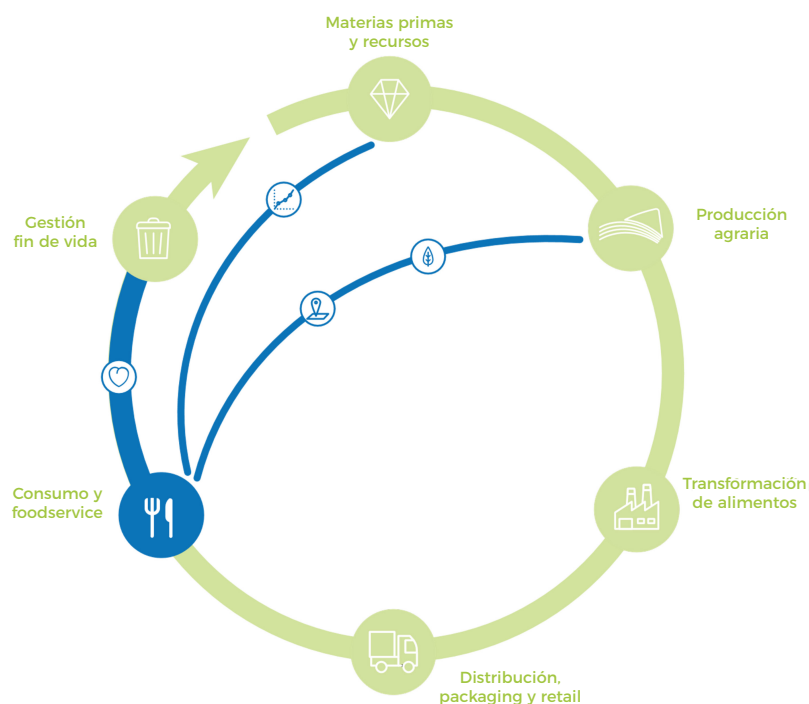 Materias primas
y recursos
Producción
agraria
Transformación
de alimentos
Distribución,
packaging y retail
Consumo y
foodservice
Gestión
fin de vida